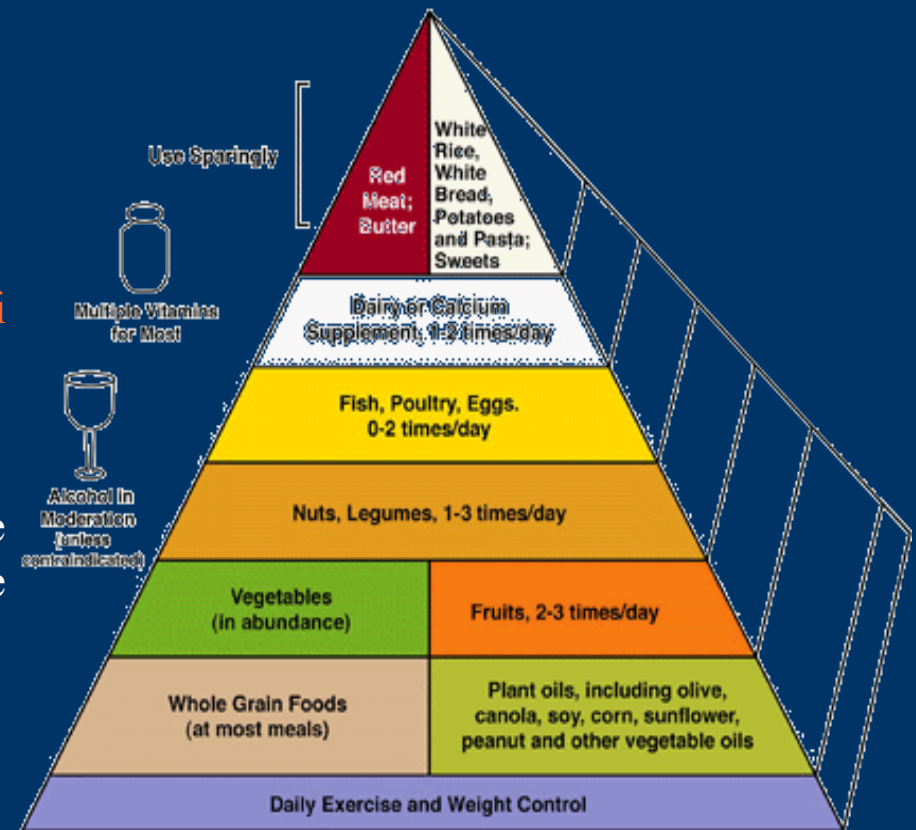 Use Sparingly
Red
Meat;
Butter
White
Rice,
White
Bread,
Potatoes
and Pasta;
Sweets
Multiple Vitamins
for Most
i
Dairy or Calcium
Supplement, 1-2 times/day
Fish, Poultry, Eggs.
0-2 times/day
Alcohol in
Moderation
(unless
contraindicated)
e
e
Nuts, Legumes, 1-3 times/day
Vegetables
(in abundance)
Fruits, 2-3 times/day
Whole Grain Foods
(at most meals)
Plant oils, including olive,
canola, soy, corn, sunflower,
peanut and other vegetable oils
Daily Exercise and Weight Control